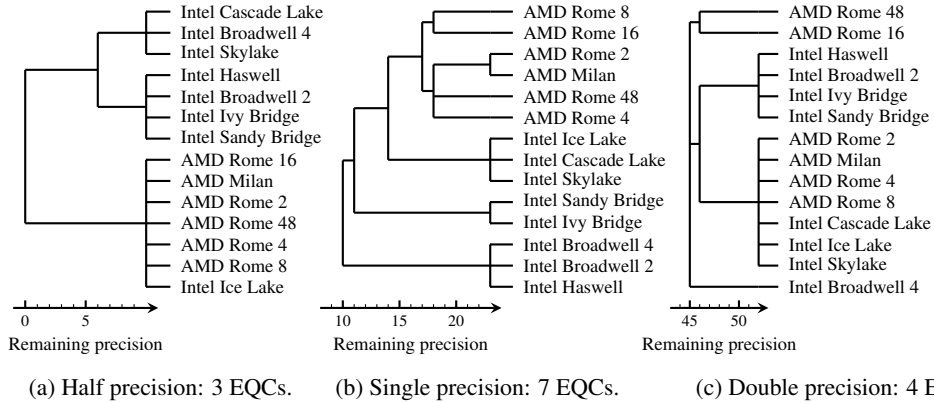 Intel Cascade Lake
Intel Broadwell 4
Intel Skylake
Intel Haswell
Intel Broadwell 2
Intel Ivy Bridge
Intel Sandy Bridge
AMD Rome 16
AMD Milan
AMD Rome 2
AMD Rome 48
AMD Rome 4
AMD Rome 8
Intel Ice Lake
0 5
Remaining precision
(a) Half precision: 3 EQCs.
AMD Rome 8
AMD Rome 16
AMD Rome 2
AMD Milan
AMD Rome 48
AMD Rome 4
Intel Ice Lake
Intel Cascade Lake
Intel Skylake
Intel Sandy Bridge
Intel Ivy Bridge
Intel Broadwell 4
Intel Broadwell 2
Intel Haswell
10 15 20
Remaining precision
(b) Single precision: 7 EQCs.
AMD Rome 48
AMD Rome 16
Intel Haswell
Intel Broadwell 2
Intel Ivy Bridge
Intel Sandy Bridge
AMD Rome 2
AMD Milan
AMD Rome 4
AMD Rome 8
Intel Cascade Lake
Intel Ice Lake
Intel Skylake
Intel Broadwell 4
45 50
Remaining precision
(c) Double precision: 4 E